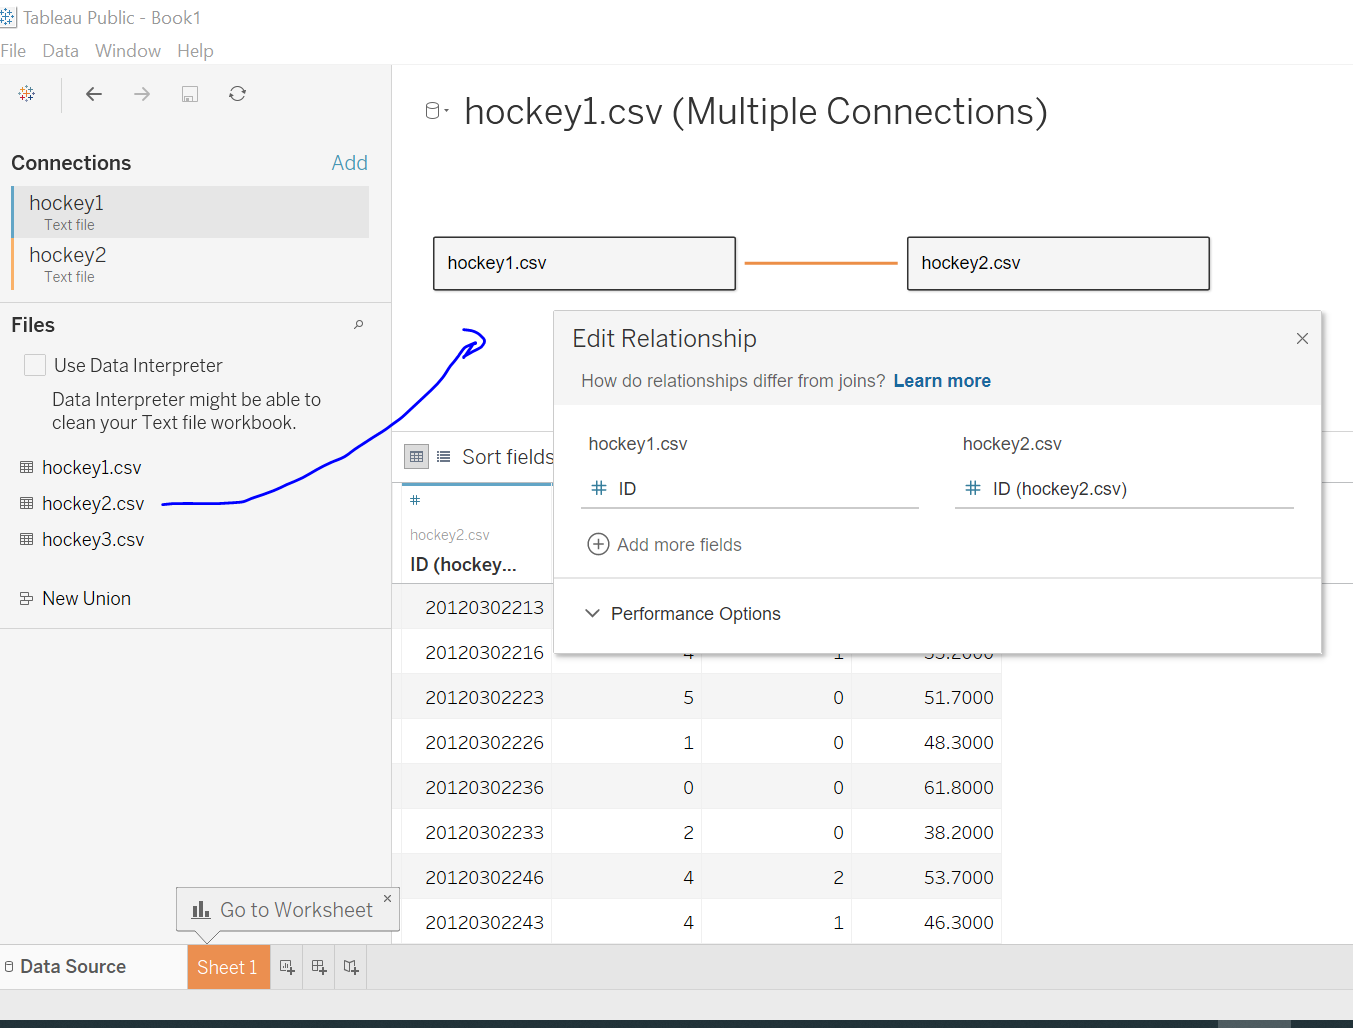 Tableau Public - Book1
File Data Window Help
hockey1.csv (Multiple Connections)
Connections Add
hockey1
Text file
hockey2
Text file
hockey1.csv hockey2.csv
Files
Use Data Interpreter
Data Interpreter might be able to
clean your Text file workbook.
hockey1.csv
hockey2.csv
hockey3.csv
New Union
Edit Relationship
How do relationships differ from joins? Learn more
hockey1.csv hockey2.csv
# ID # ID (hockey2.csv)
Add more fields
Performance Options
Sort fields
#
hockey2.csv
ID (hockey...
20120302213
20120302216 4 1
20120302223 5 0 51.7000
20120302226 1 0 48.3000
20120302236 0 0 61.8000
20120302233 2 0 38.2000
20120302246 4 2 53.7000
20120302243 4 1 46.3000
Go to Worksheet
Data Source Sheet 1